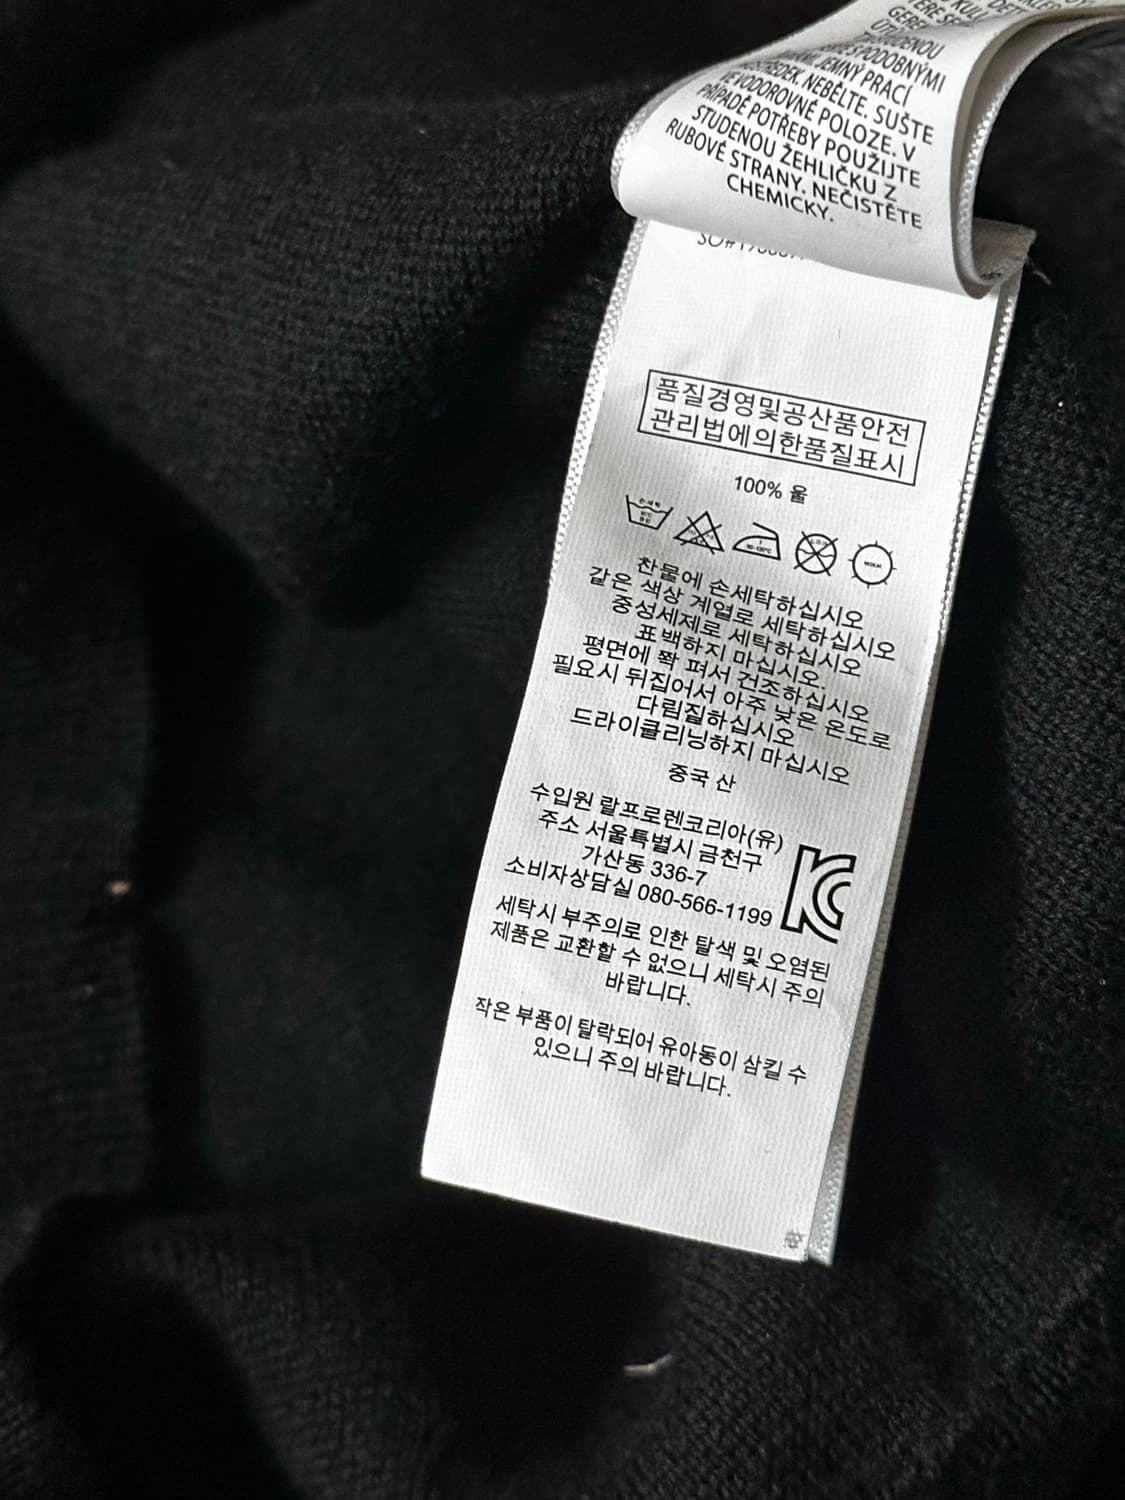 GEREI
UTYUDENOU
S PODOBNÝMI
JEMNÝ PRACÍ
NEBĚLTE. SUŠTE
VE VODOROVNÉ POLOZE. V
PŘÍPADĚ POTŘEBY POUŽIJTE
STUDENOU ŽEHLIČKU Z
RUBOVÉ STRANY. NEČISTĚTE
CHEMICKY.
품질경영및공산품안전
관리법에의한품질표시
100% 울
손세탁
찬물에 손세탁하십시오
같은 색상 계열로 세탁하십시오
중성세제로 세탁하십시오
표백하지 마십시오.
평면에 쫙 펴서 건조하십시오
필요시 뒤집어서 아주 낮은 온도로
다림질하십시오
드라이클리닝하지 마십시오
중국 산
수입원 랄프로렌코리아(유)
주소 서울특별시 금천구
가산동 336-7
소비자상담실 080-566-1199
세탁시 부주의로 인한 탈색 및 오염된
제품은 교환할 수 없으니 세탁시 주의
바랍니다.
작은 부품이 탈락되어 유아동이 삼킬 수
있으니 주의 바랍니다.